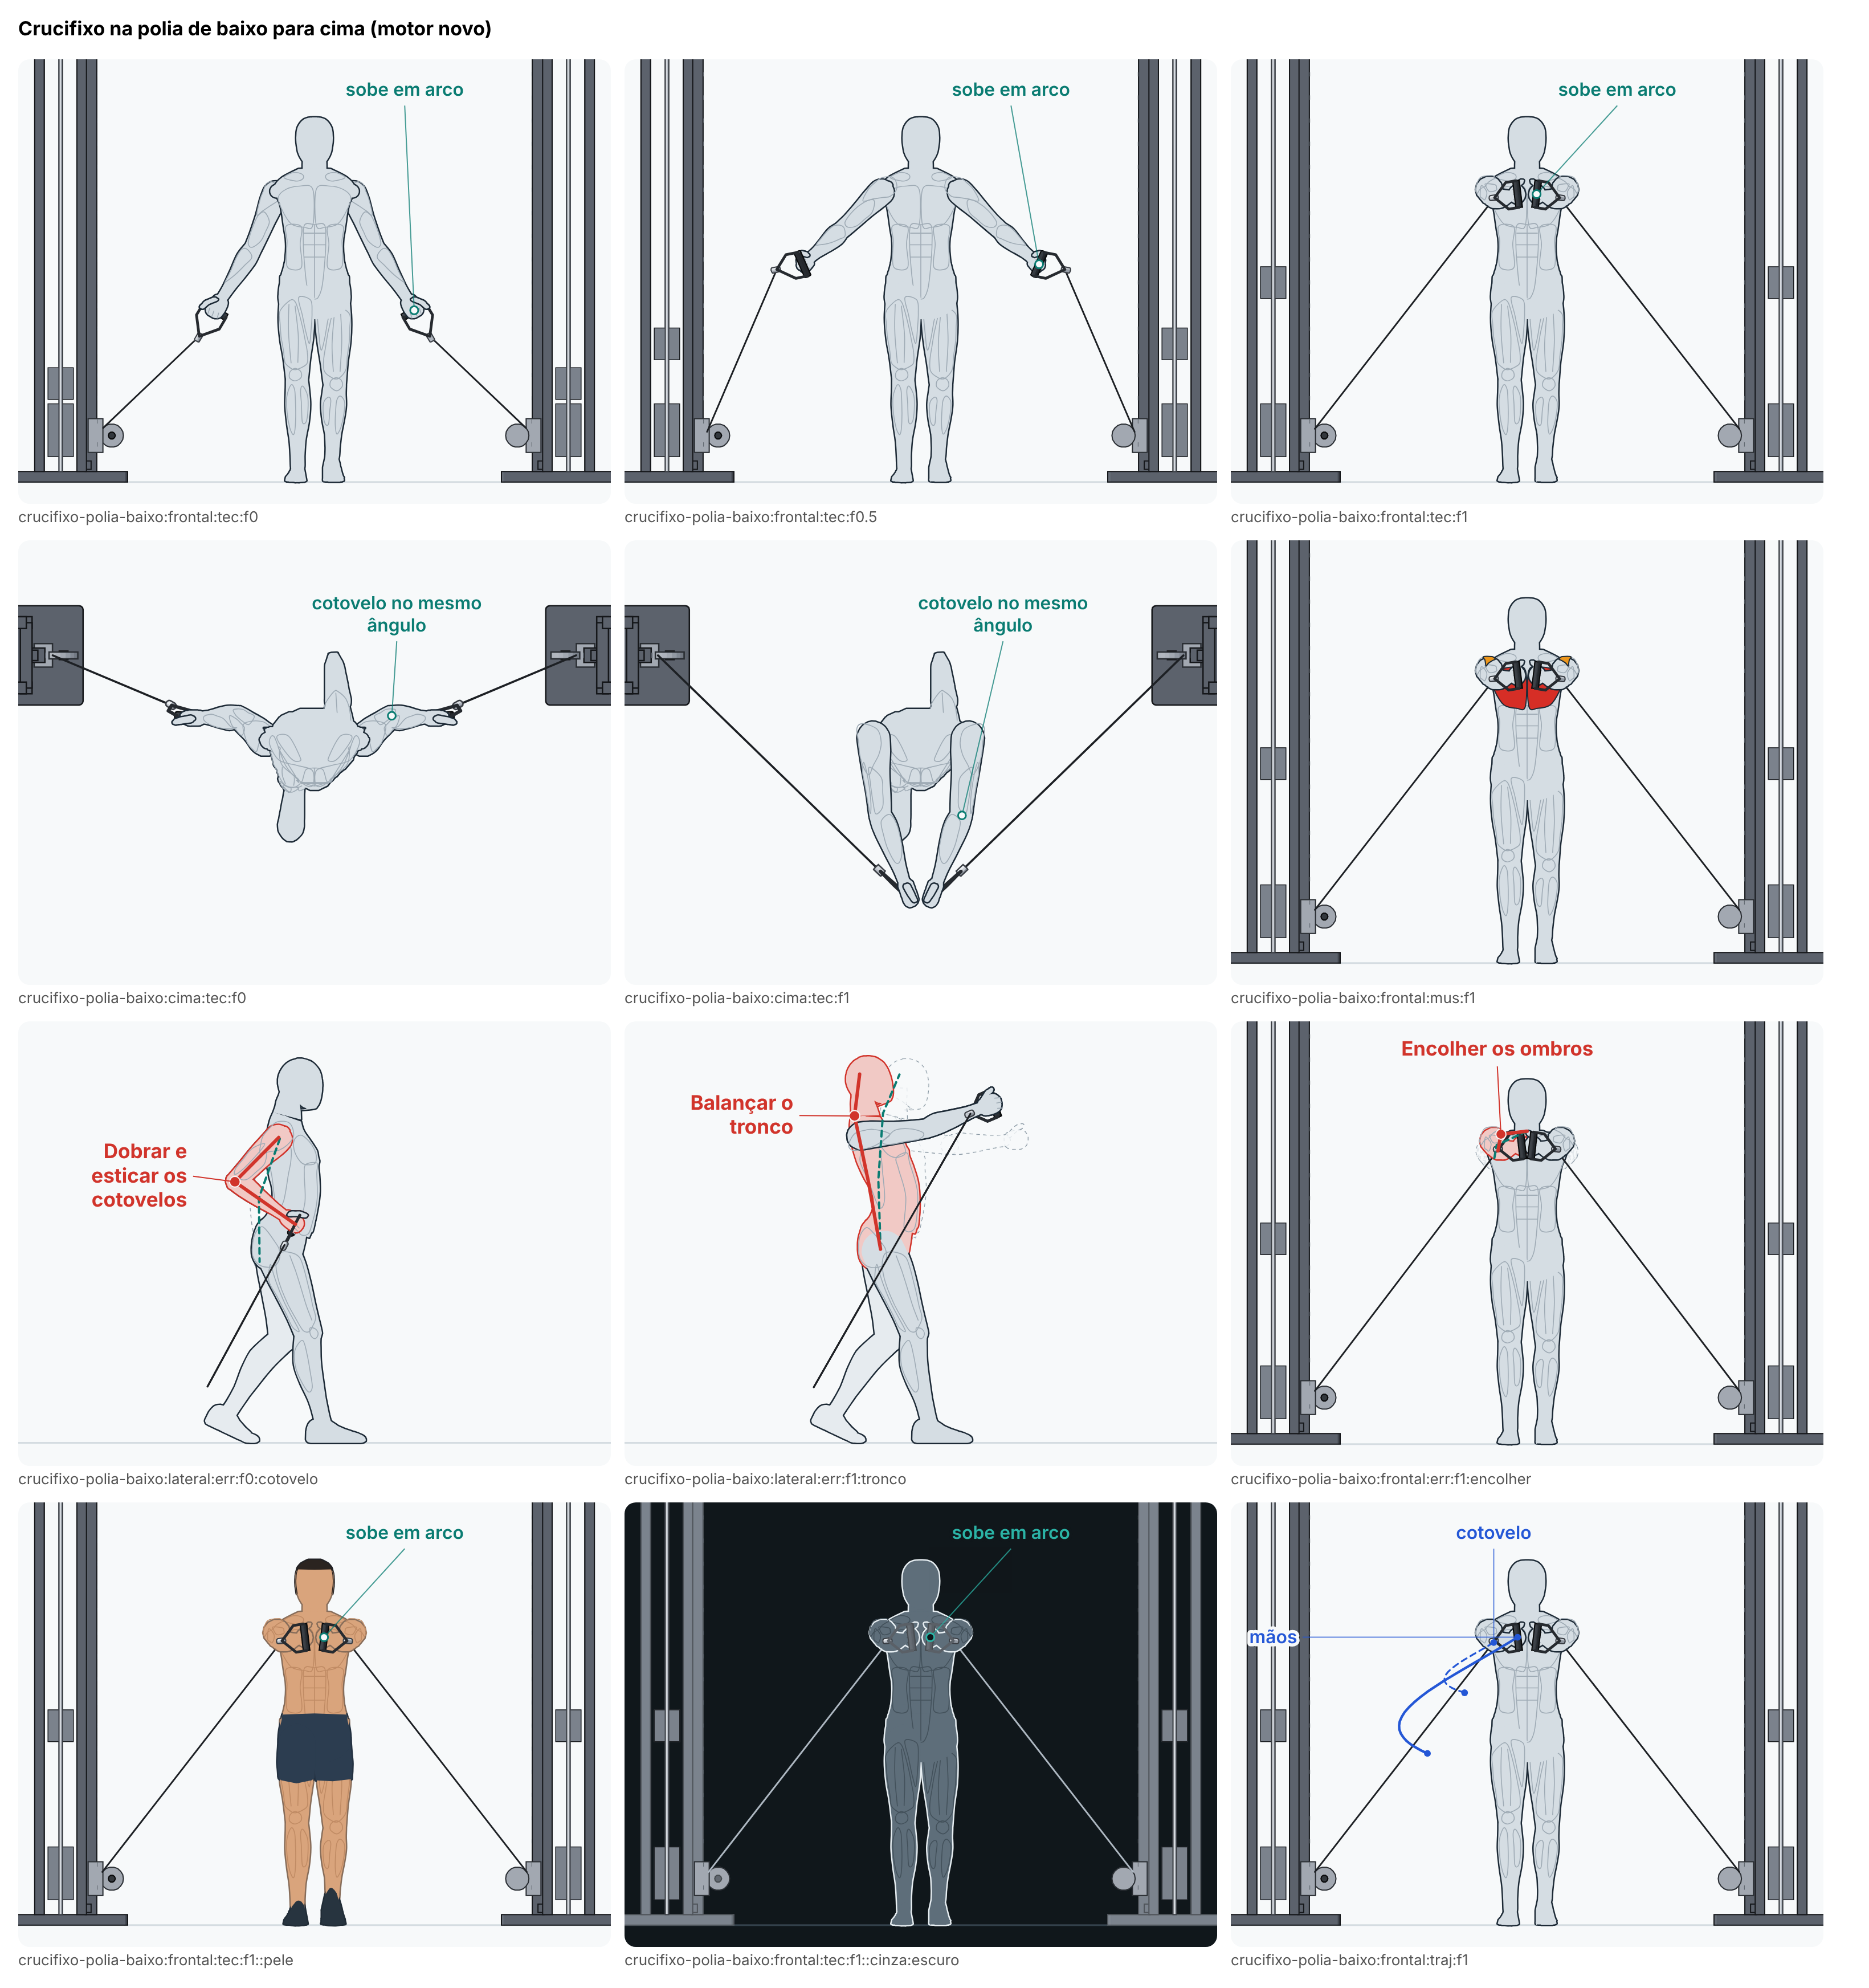 Crucifixo na polia de baixo para cima (motor novo)
sobe em arco
sobe em arco
sobe em arco
crucifixo-polia-baixo:frontal:tec:f0
crucifixo-polia-baixo:frontal:tec:f0.5
crucifixo-polia-baixo:frontal:tec:f1
cotovelo no mesmo
ângulo
cotovelo no mesmo
ângulo
crucifixo-polia-baixo:cima:tec:f0
crucifixo-polia-baixo:cima:tec:f1
crucifixo-polia-baixo:frontal:mus:f1
Dobrar e
esticar os
cotovelos
Balançar o
tronco
Encolher os ombros
crucifixo-polia-baixo:lateral:err:f0:cotovelo
crucifixo-polia-baixo:lateral:err:f1:tronco
crucifixo-polia-baixo:frontal:err:f1:encolher
sobe em arco
sobe em arco
cotovelo
mãos
crucifixo-polia-baixo:frontal:tec:f1::pele
crucifixo-polia-baixo:frontal:tec:f1::cinza:escuro
crucifixo-polia-baixo:frontal:traj:f1